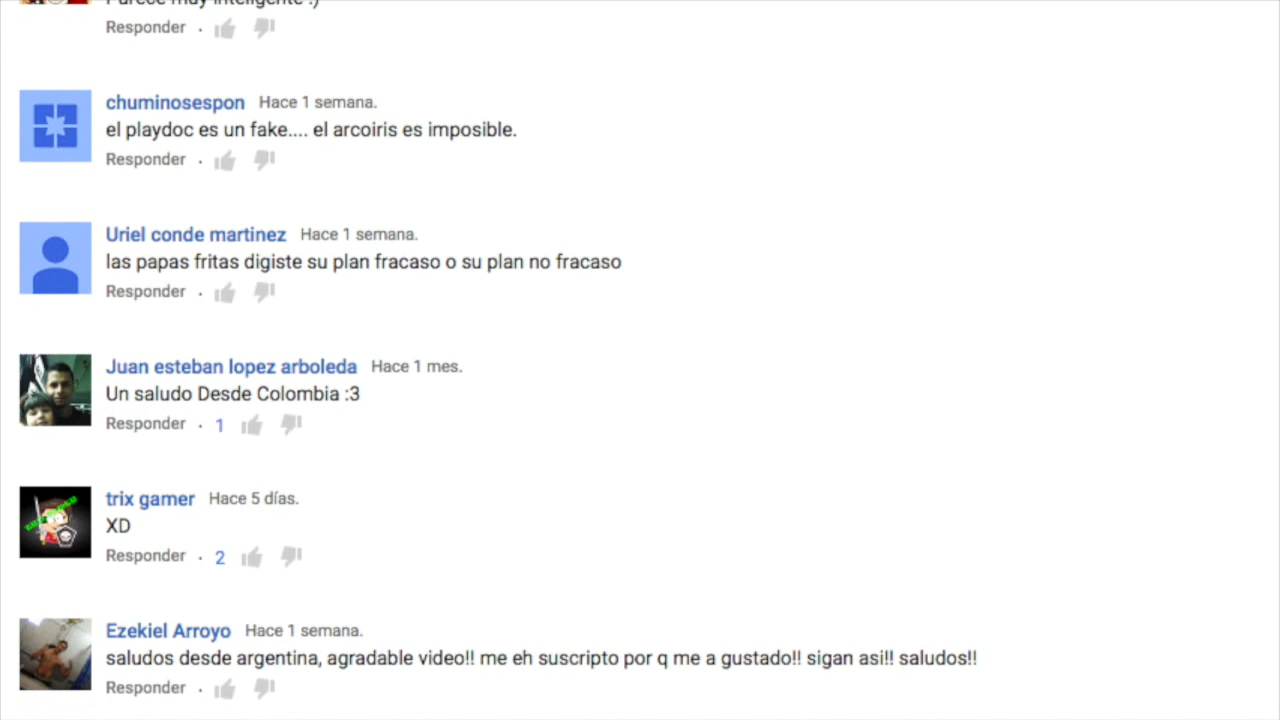 Parece muy inteligente :)
Responder .
chuminosespon Hace 1 semana.
el playdoc es un fake.... el arcoiris es imposible.
Responder .
Uriel conde martinez Hace 1 semana.
las papas fritas digiste su plan fracaso o su plan no fracaso
Responder .
Juan esteban lopez arboleda Hace 1 mes.
Un saludo Desde Colombia :3
Responder . 1
trix gamer Hace 5 días.
XD
Responder . 2
Ezekiel Arroyo Hace 1 semana.
saludos desde argentina, agradable video!! me eh suscripto por q me a gustado!! sigan asi!! saludos!!
Responder .